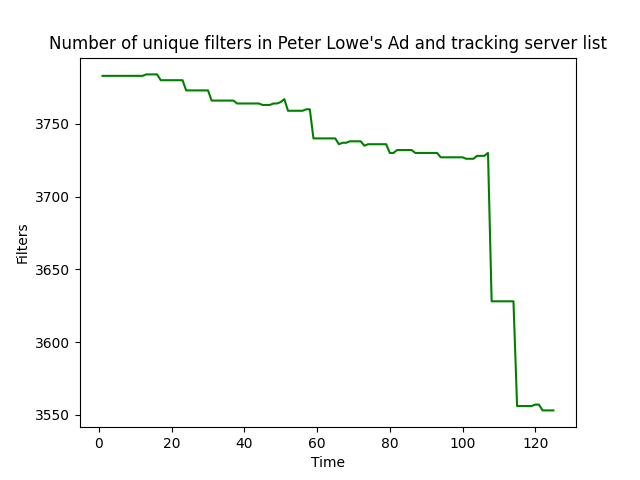 Number of unique filters in Peter Lowe's Ad and tracking server list
3750
3700
3650
3600
3550
Filters
0 20 40 60 80 100 120
Time